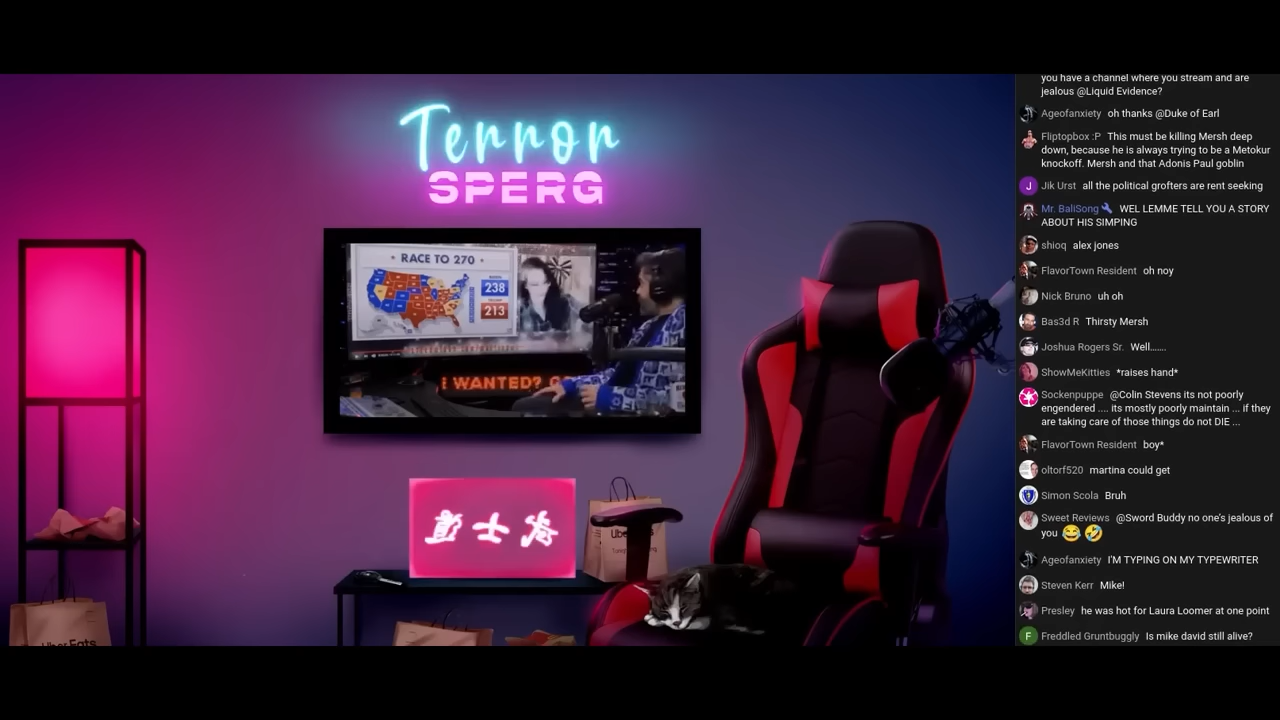 Terror
SPERG
RACE TO 270
238
213
I WANTED?
武士道
Uber
Uber Eats
you have a channel where you stream and are
jealous @Liquid Evidence?
Ageofanxiety oh thanks @Duke of Earl
Fliptopbox :P This must be killing Mersh deep
down, because he is always trying to be a Metokur
knockoff. Mersh and that Adonis Paul goblin
J Jik Urst all the political grofters are rent seeking
Mr. BaliSong🔧 WEL LEMME TELL YOU A STORY
ABOUT HIS SIMPING
shioq alex jones
FlavorTown Resident oh noy
Nick Bruno uh oh
Bas3d R Thirsty Mersh
Joshua Rogers Sr. Well.......
ShowMeKitties *raises hand*
Sockenpuppe @Colin Stevens its not poorly
engendered .... its mostly poorly maintain ... if they
are taking care of those things do not DIE ...
FlavorTown Resident boy*
oltorf520 martina could get
Simon Scola Bruh
Sweet Reviews @Sword Buddy no one's jealous of
you 😂 🤣
Ageofanxiety I'M TYPING ON MY TYPEWRITER
Steven Kerr Mike!
Presley he was hot for Laura Loomer at one point
F Freddled Gruntbuggly Is mike david still alive?